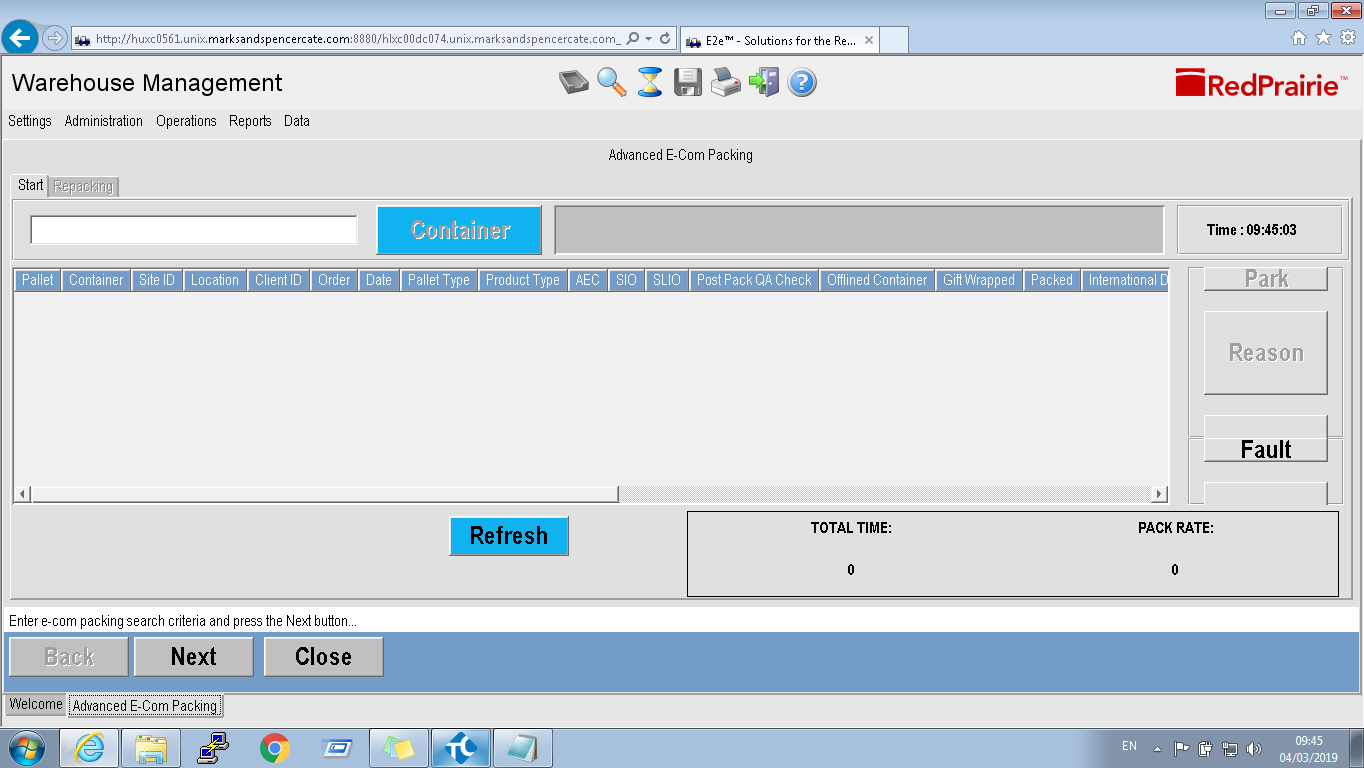 http://huxc0561.unix.marksandspencercate.com:8880/hlxc00dc074.unix.marksandspencercate.com_
E2e™ - Solutions for the Re...
Warehouse Management
RedPrairie™
Settings Administration Operations Reports Data
Advanced E-Com Packing
Start Repacking
Container
Time : 09:45:03
Pallet Container Site ID Location Client ID Order Date Pallet Type Product Type AEC SIO SLIO Post Pack QA Check Offlined Container Gift Wrapped Packed International D
Park
Reason
Fault
Refresh
TOTAL TIME: PACK RATE:
0 0
Enter e-com packing search criteria and press the Next button...
Back Next Close
Welcome Advanced E-Com Packing
EN
09:45
04/03/2019